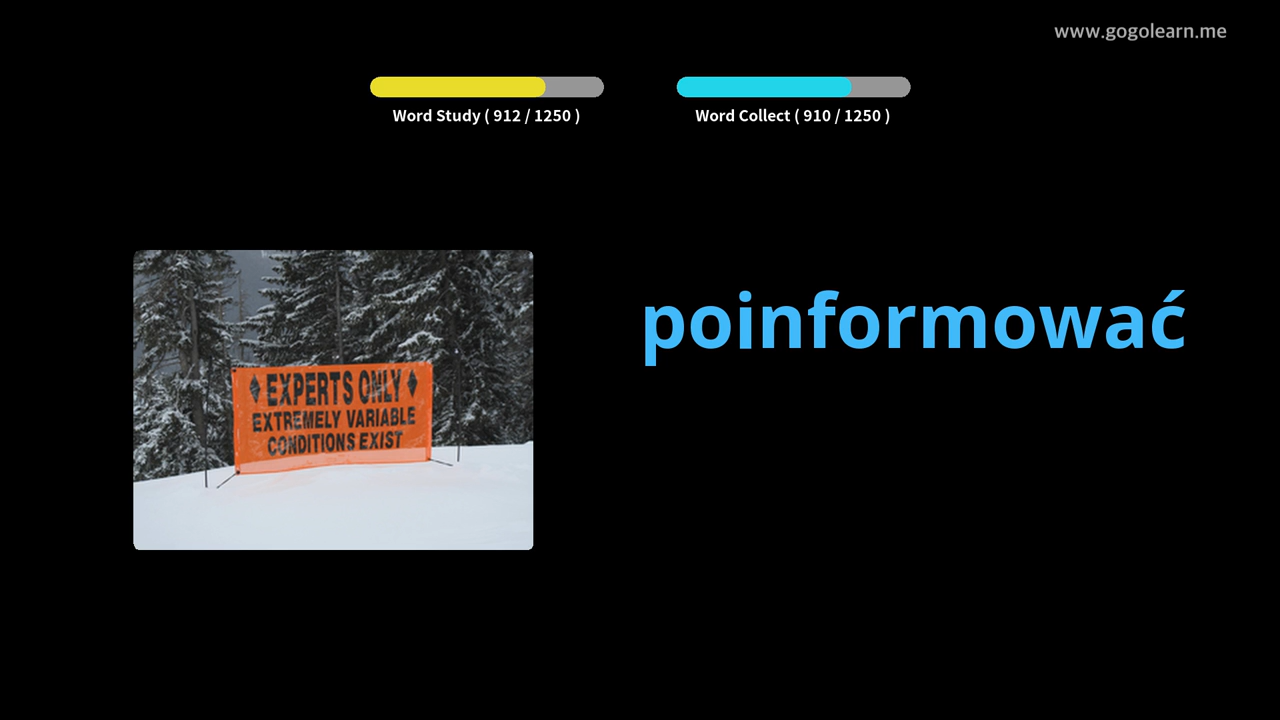 www.gogolearn.me
Word Study ( 912 / 1250 )
Word Collect ( 910 / 1250 )
poinformować
EXPERTS ONLY
EXTREMELY VARIABLE
CONDITIONS EXIST